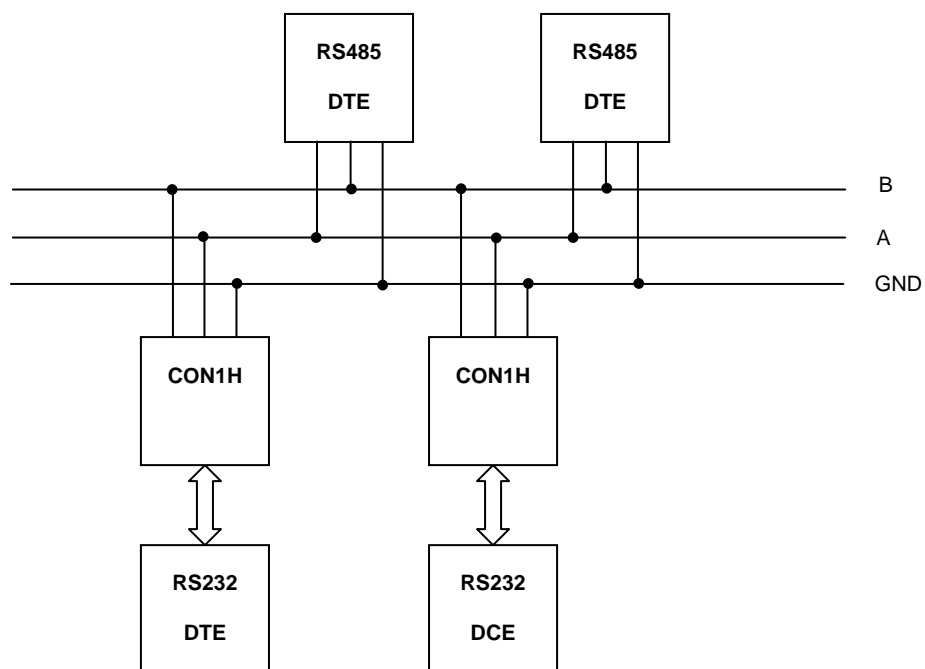 RS485
DTE
RS485
DTE
B
A
GND
CON1H
CON1H
RS232
DTE
RS232
DCE